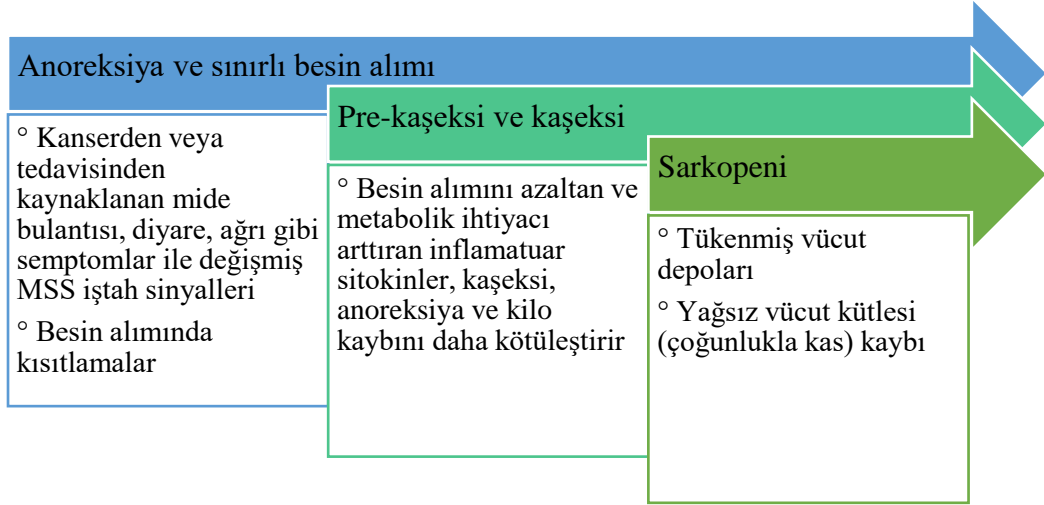 Anoreksiya ve sınırlı besin alımı
° Kanserden veya
tedavisinden
kaynaklanan mide
bulantısı, diyare, ağrı gibi
semptomlar ile değişmiş
MSS iştah sinyalleri
° Besin alımında
kısıtlamalar
Pre-kaşeksi ve kaşeksi
° Besin alımını azaltan ve
metabolik ihtiyacı
arttıran inflamatuar
sitokinler, kaşeksi,
anoreksiya ve kilo
kaybını daha kötüleştirir
Sarkopeni
° Tükenmiş vücut
depoları
° Yağsız vücut kütlesi
(çoğunlukla kas) kaybı